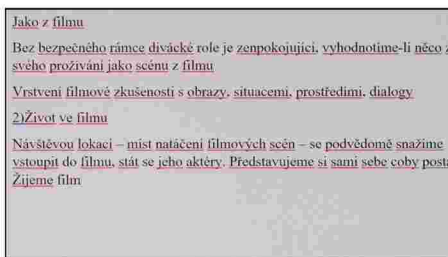 Jako z filmu
Bez bezpečného rámce divácké role je zenpokojující, vyhodnotíme-li něco z
svého prožívání jako scénu z filmu
Vrstvení filmové zkušenosti s obrazy, situacemi, prostředími, dialogy
2)Život ve filmu
Návštěvou lokací – míst natáčení filmových scén – se podvědomě snažíme
vstoupit do filmu, stát se jeho aktéry. Představujeme si sami sebe coby
Žijeme film